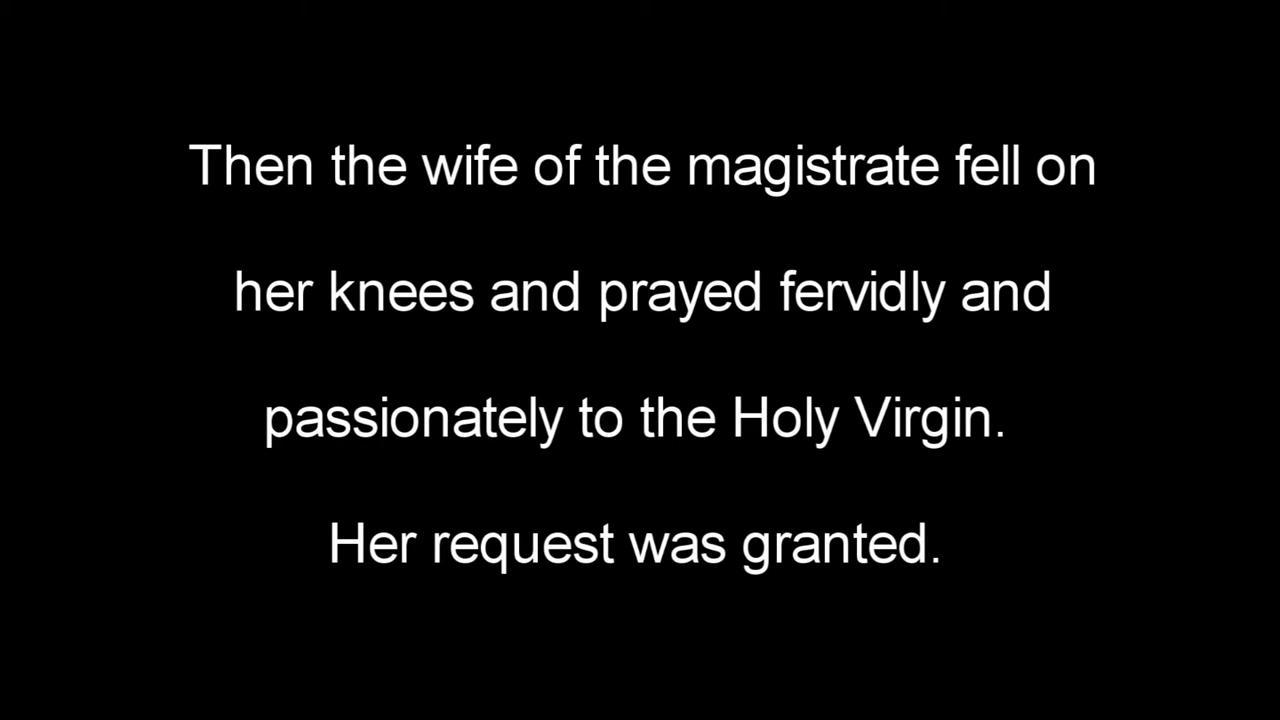 Then the wife of the magistrate fell on
her knees and prayed fervidly and
passionately to the Holy Virgin.
Her request was granted.